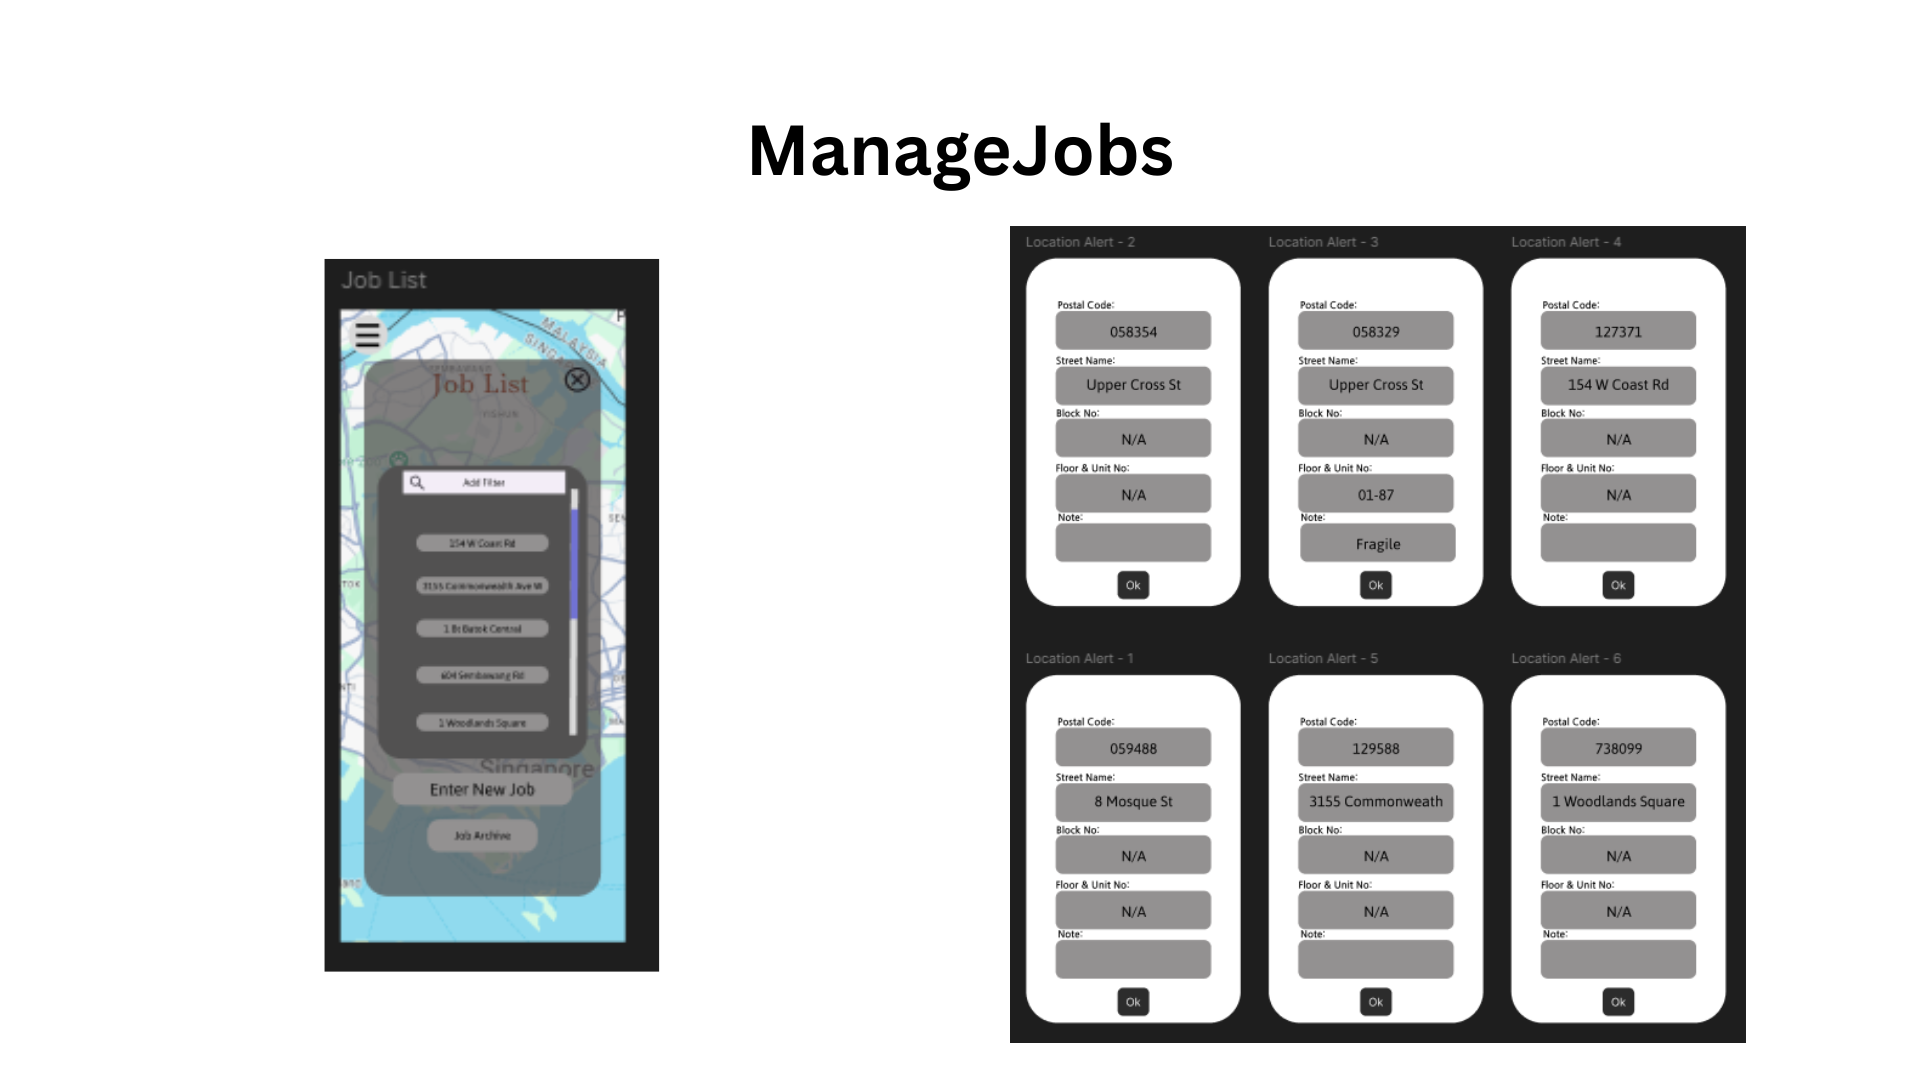 ManageJobs
Job List
MALAYSIA
Job List
YISHUN
Add Filter
154 W Coast Rd
3155 Commonwealth Ave W
1 Bt Batok Central
604 Sembawang Rd
1 Woodlands Square
Singapore
Enter New Job
Job Archive
Location Alert - 2
Postal Code:
058354
Street Name:
Upper Cross St
Block No:
N/A
Floor & Unit No:
N/A
Note:
Ok
Location Alert - 3
Postal Code:
058329
Street Name:
Upper Cross St
Block No:
N/A
Floor & Unit No:
01-87
Note:
Fragile
Ok
Location Alert - 4
Postal Code:
127371
Street Name:
154 W Coast Rd
Block No:
N/A
Floor & Unit No:
N/A
Note:
Ok
Location Alert - 1
Postal Code:
059488
Street Name:
8 Mosque St
Block No:
N/A
Floor & Unit No:
N/A
Note:
Ok
Location Alert - 5
Postal Code:
129588
Street Name:
3155 Commonweath
Block No:
N/A
Floor & Unit No:
N/A
Note:
Ok
Location Alert - 6
Postal Code:
738099
Street Name:
1 Woodlands Square
Block No:
N/A
Floor & Unit No:
N/A
Note:
Ok